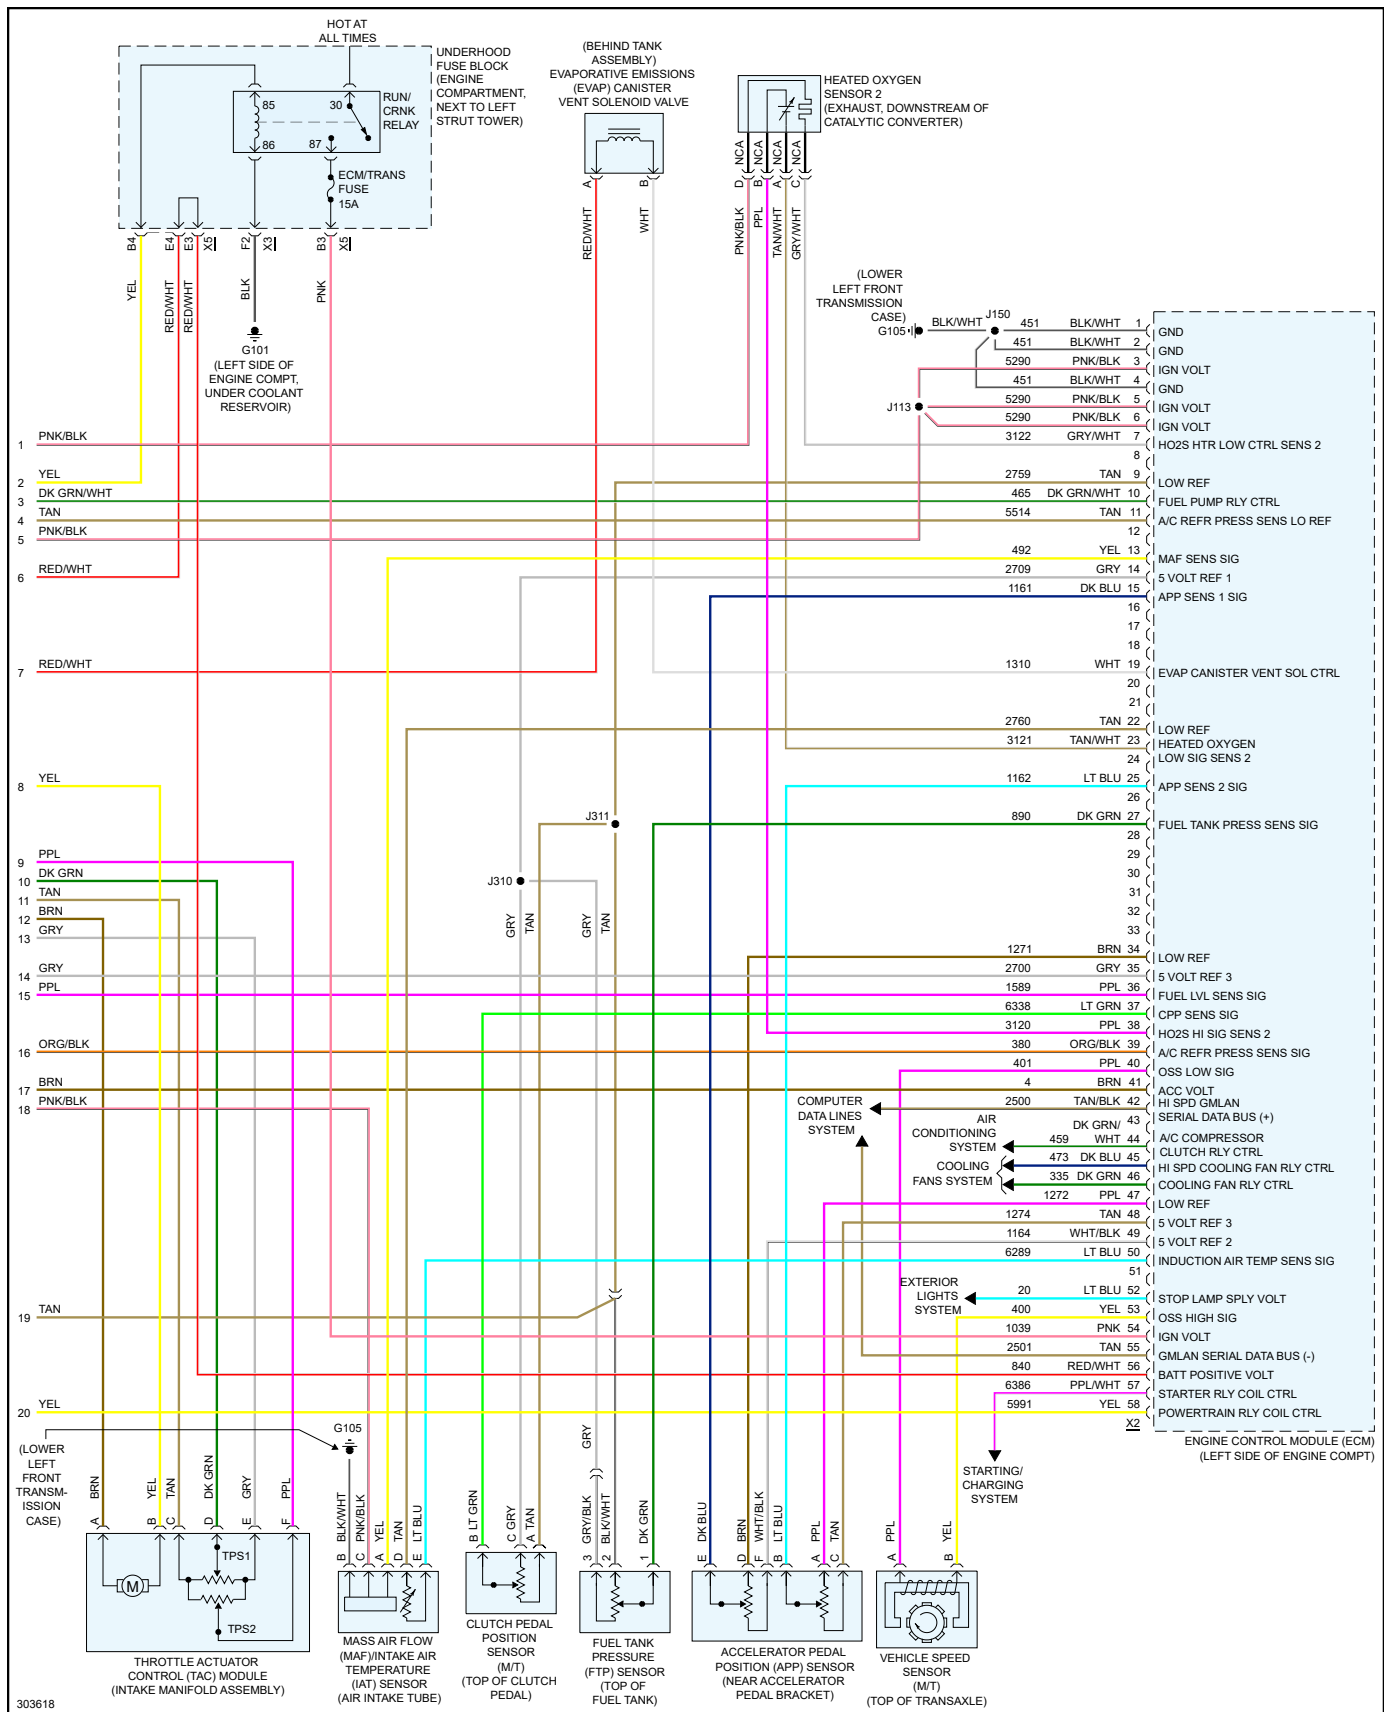 HOT AT
ALL TIMES
UNDERHOOD
FUSE BLOCK
(ENGINE
COMPARTMENT,
NEXT TO LEFT
STRUT TOWER)
RUN/
CRNK
RELAY
85
30
86
87
ECM/TRANS
FUSE
15A
B4
E4
E3
X5
F2
X3
B3
X5
YEL
RED/WHT
RED/WHT
BLK
PNK
G101
(LEFT SIDE OF
ENGINE COMPT,
UNDER COOLANT
RESERVOIR)
(BEHIND TANK
ASSEMBLY)
EVAPORATIVE EMISSIONS
(EVAP) CANISTER
VENT SOLENOID VALVE
A
B
RED/WHT
WHT
HEATED OXYGEN
SENSOR 2
(EXHAUST, DOWNSTREAM OF
CATALYTIC CONVERTER)
NCA
NCA
NCA
NCA
D
B
A
C
PNK/BLK
PPL
TAN/WHT
GRY/WHT
(LOWER
LEFT FRONT
TRANSMISSION
CASE)
G105
BLK/WHT
J150
J113
451 BLK/WHT 1 GND
451 BLK/WHT 2 GND
5290 PNK/BLK 3 IGN VOLT
451 BLK/WHT 4 GND
5290 PNK/BLK 5 IGN VOLT
5290 PNK/BLK 6 IGN VOLT
3122 GRY/WHT 7 HO2S HTR LOW CTRL SENS 2
8
2759 TAN 9 LOW REF
465 DK GRN/WHT 10 FUEL PUMP RLY CTRL
5514 TAN 11 A/C REFR PRESS SENS LO REF
12
492 YEL 13 MAF SENS SIG
2709 GRY 14 5 VOLT REF 1
1161 DK BLU 15 APP SENS 1 SIG
16
17
18
1310 WHT 19 EVAP CANISTER VENT SOL CTRL
20
21
2760 TAN 22 LOW REF
3121 TAN/WHT 23 HEATED OXYGEN
24 LOW SIG SENS 2
1162 LT BLU 25 APP SENS 2 SIG
26
890 DK GRN 27 FUEL TANK PRESS SENS SIG
28
29
30
31
32
33
1271 BRN 34 LOW REF
2700 GRY 35 5 VOLT REF 3
1589 PPL 36 FUEL LVL SENS SIG
6338 LT GRN 37 CPP SENS SIG
3120 PPL 38 HO2S HI SIG SENS 2
380 ORG/BLK 39 A/C REFR PRESS SENS SIG
401 PPL 40 OSS LOW SIG
4 BRN 41 ACC VOLT
2500 TAN/BLK 42 HI SPD GMLAN
DK GRN/ 43 SERIAL DATA BUS (+)
459 WHT 44 A/C COMPRESSOR
CLUTCH RLY CTRL
473 DK BLU 45 HI SPD COOLING FAN RLY CTRL
335 DK GRN 46 COOLING FAN RLY CTRL
1272 PPL 47 LOW REF
1274 TAN 48 5 VOLT REF 3
1164 WHT/BLK 49 5 VOLT REF 2
6289 LT BLU 50 INDUCTION AIR TEMP SENS SIG
51
20 LT BLU 52 STOP LAMP SPLY VOLT
400 YEL 53 OSS HIGH SIG
1039 PNK 54 IGN VOLT
2501 TAN 55 GMLAN SERIAL DATA BUS (-)
840 RED/WHT 56 BATT POSITIVE VOLT
6386 PPL/WHT 57 STARTER RLY COIL CTRL
5991 YEL 58 POWERTRAIN RLY COIL CTRL
X2
ENGINE CONTROL MODULE (ECM)
(LEFT SIDE OF ENGINE COMPT)
COMPUTER
DATA LINES
SYSTEM
AIR
CONDITIONING
SYSTEM
COOLING
FANS SYSTEM
EXTERIOR
LIGHTS
SYSTEM
STARTING/
CHARGING
SYSTEM
1 PNK/BLK
2 YEL
3 DK GRN/WHT
4 TAN
5 PNK/BLK
6 RED/WHT
7 RED/WHT
8 YEL
9 PPL
10 DK GRN
11 TAN
12 BRN
13 GRY
14 GRY
15 PPL
16 ORG/BLK
17 BRN
18 PNK/BLK
19 TAN
20 YEL
J311
J310
GRY
TAN
GRY
TAN
(LOWER
LEFT
FRONT
TRANSM-
ISSION
CASE)
G105
BRN
YEL
TAN
DK GRN
GRY
PPL
A
B
C
D
E
F
TPS1
M
TPS2
THROTTLE ACTUATOR
CONTROL (TAC) MODULE
(INTAKE MANIFOLD ASSEMBLY)
B BLK/WHT
C PNK/BLK
A YEL
D TAN
E LT BLU
MASS AIR FLOW
(MAF)/INTAKE AIR
TEMPERATURE
(IAT) SENSOR
(AIR INTAKE TUBE)
B LT GRN
C GRY
A TAN
CLUTCH PEDAL
POSITION
SENSOR
(M/T)
(TOP OF CLUTCH
PEDAL)
GRY
3 GRY/BLK
2 BLK/WHT
1 DK GRN
FUEL TANK
PRESSURE
(FTP) SENSOR
(TOP OF
FUEL TANK)
E DK BLU
D BRN
F WHT/BLK
B LT BLU
A PPL
C TAN
ACCELERATOR PEDAL
POSITION (APP) SENSOR
(NEAR ACCELERATOR
PEDAL BRACKET)
A PPL
B YEL
VEHICLE SPEED
SENSOR
(M/T)
(TOP OF TRANSAXLE)
303618